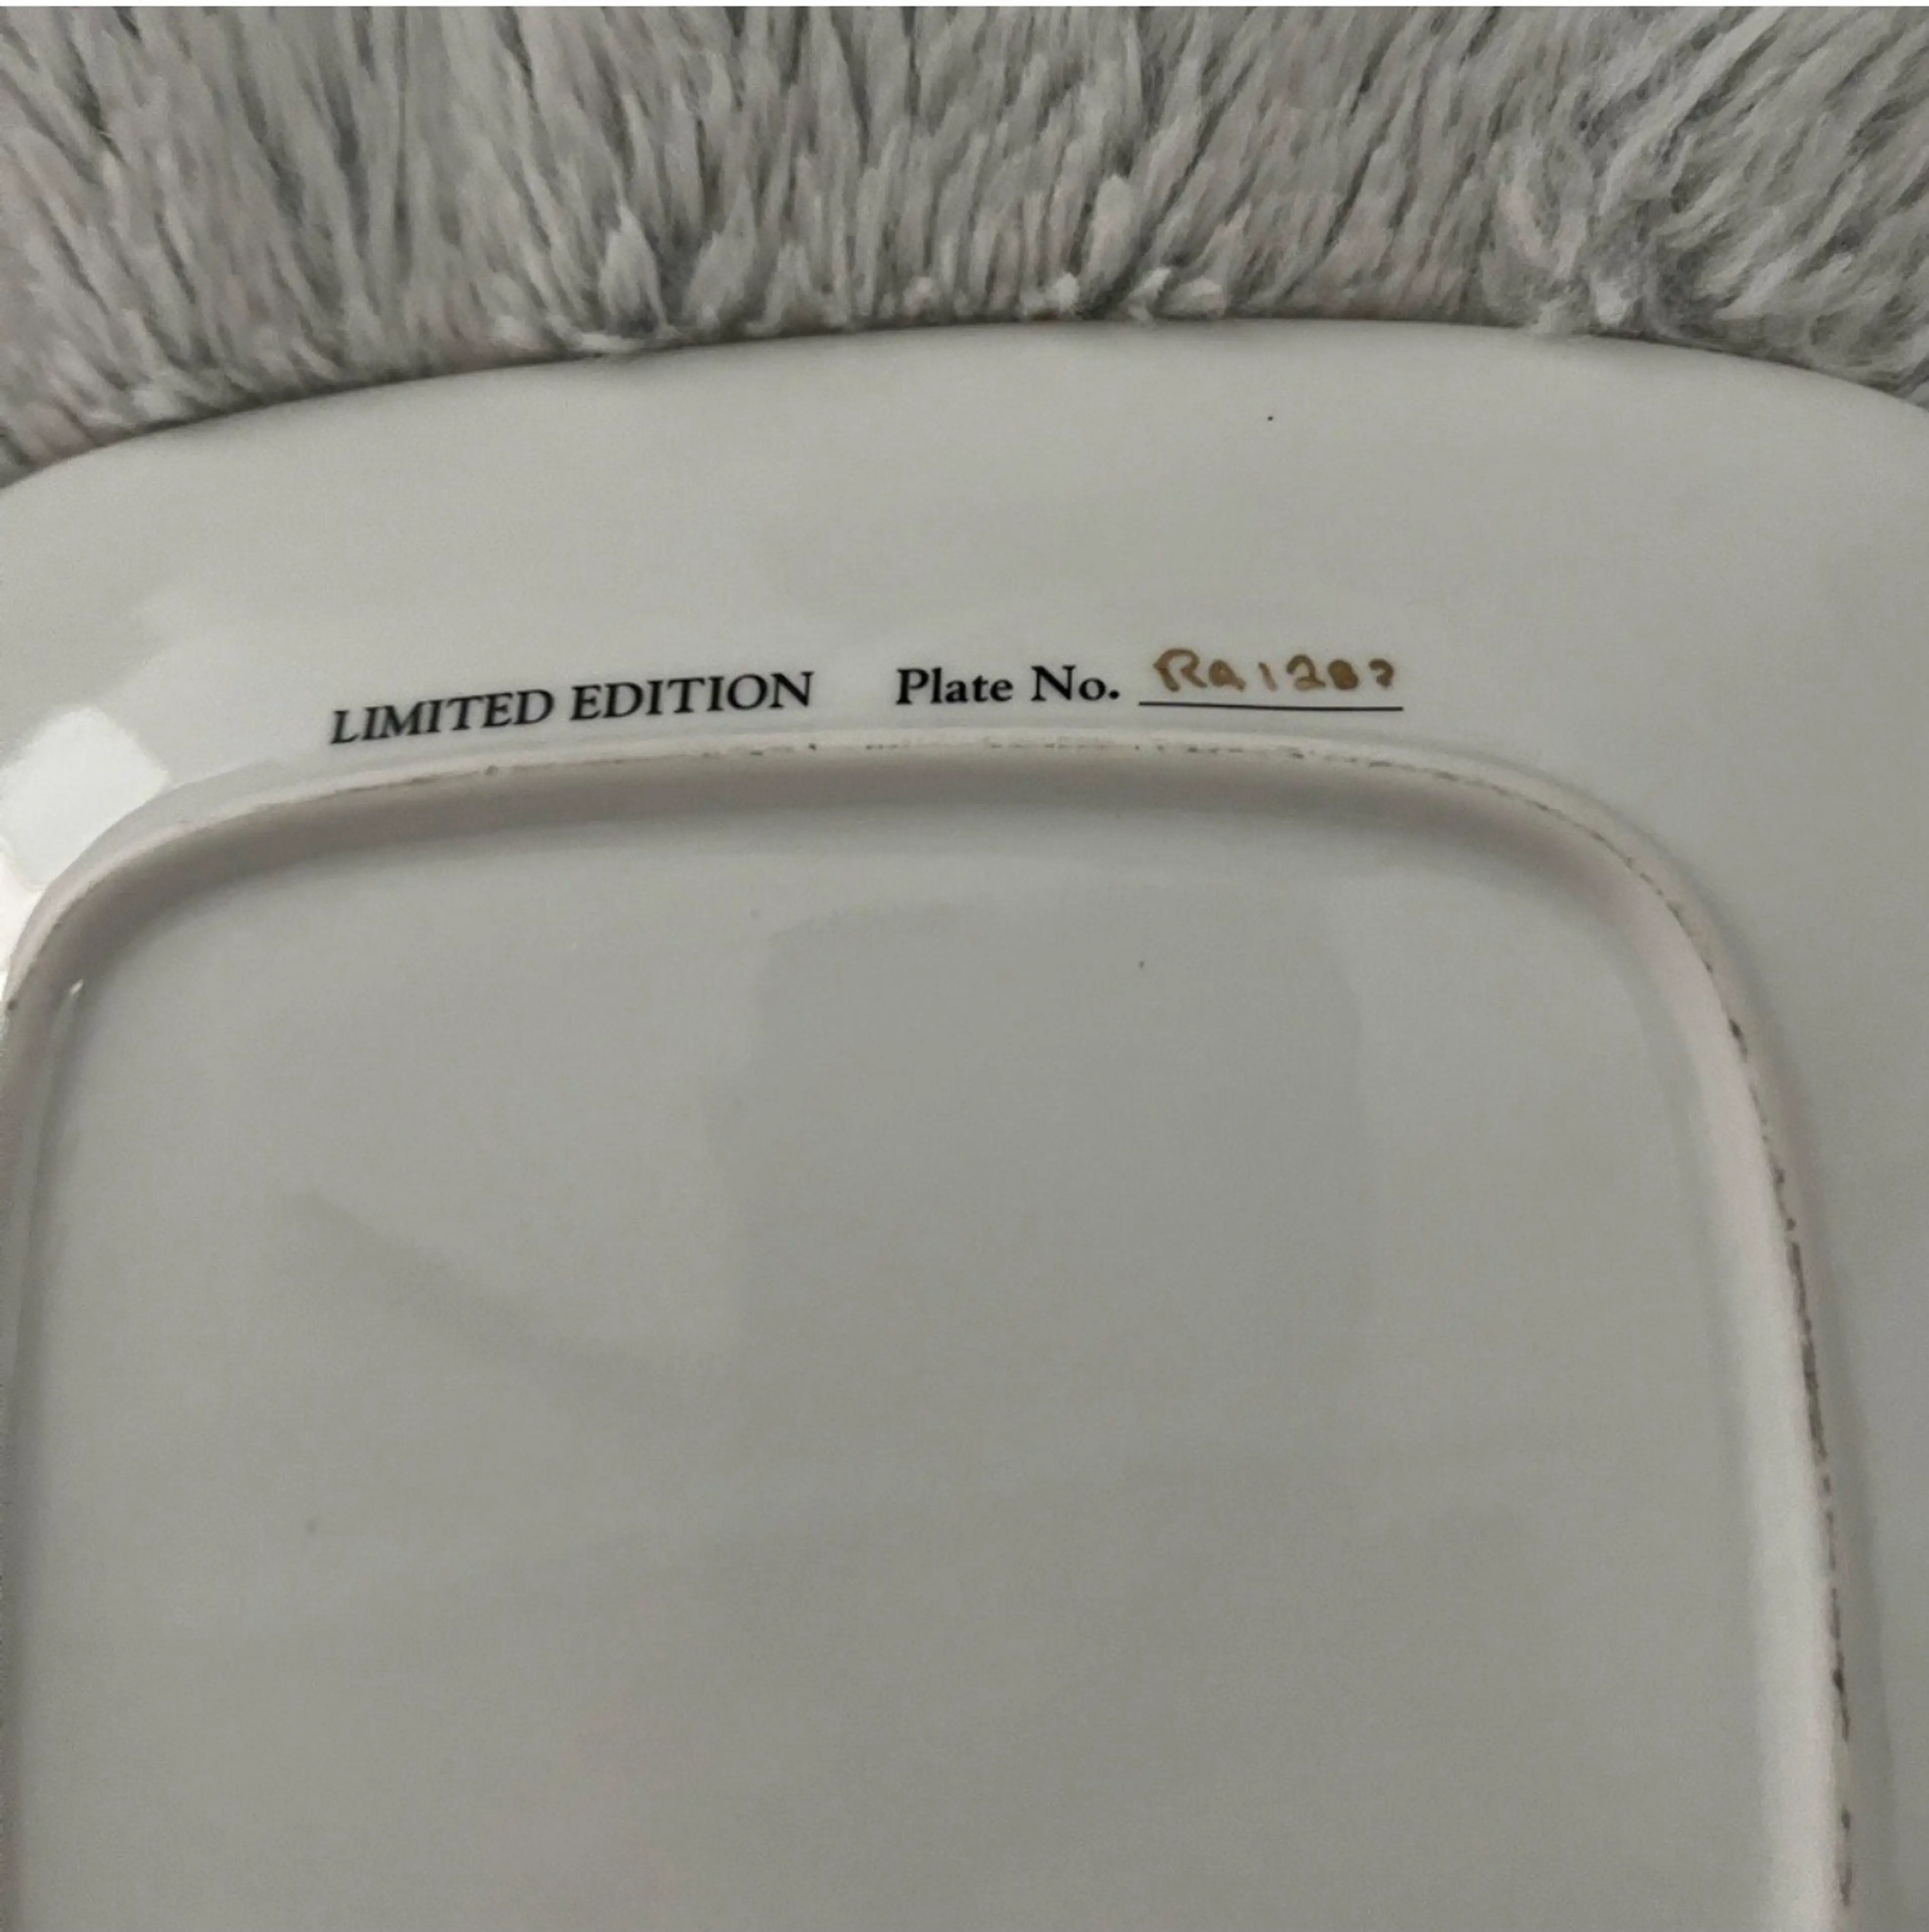 LIMITED EDITION Plate No.